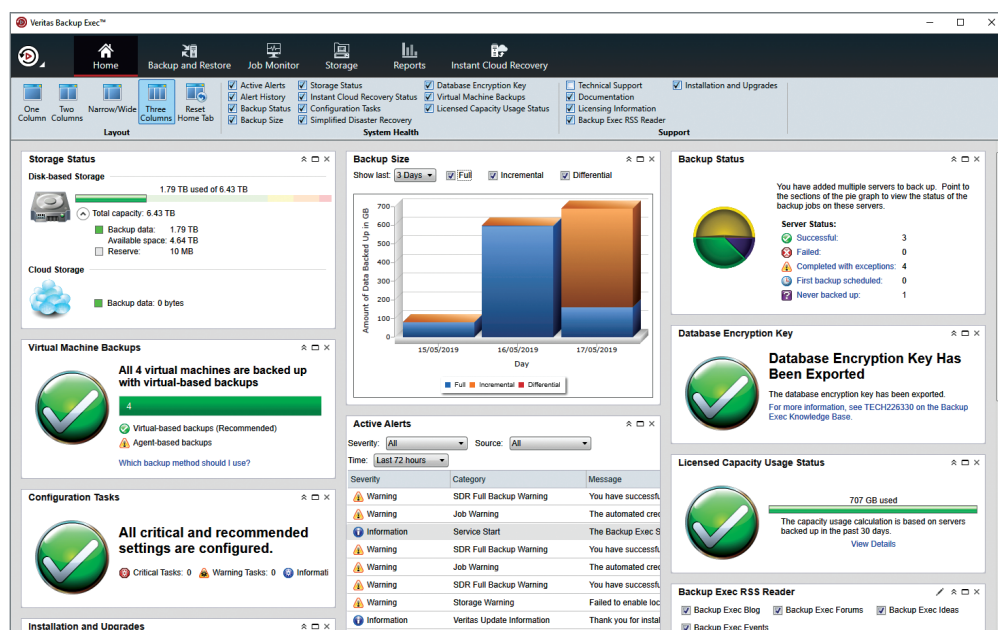 Veritas Backup Exec™
Home
Backup and Restore
Job Monitor
Storage
Reports
Instant Cloud Recovery
One Column
Two Columns
Narrow/Wide
Three Columns
Reset Home Tab
Layout
Active Alerts
Alert History
Backup Status
Backup Size
Storage Status
Instant Cloud Recovery Status
Configuration Tasks
Simplified Disaster Recovery
Database Encryption Key
Virtual Machine Backups
Licensed Capacity Usage Status
System Health
Technical Support
Documentation
Licensing Information
Backup Exec RSS Reader
Installation and Upgrades
Support
Storage Status
Disk-based Storage
1.79 TB used of 6.43 TB
Total capacity: 6.43 TB
Backup data: 1.79 TB
Available space: 4.64 TB
Reserve: 10 MB
Cloud Storage
Backup data: 0 bytes
Virtual Machine Backups
All 4 virtual machines are backed up
with virtual-based backups
4
Virtual-based backups (Recommended)
Agent-based backups
Which backup method should I use?
Configuration Tasks
All critical and recommended
settings are configured.
Critical Tasks: 0 Warning Tasks: 0 Informati
Installation and Upgrades
Backup Size
Show last: 3 Days Full Incremental Differential
Amount of Data Backed Up in GB
700
600
500
400
300
200
100
0
15/05/2019 16/05/2019 17/05/2019
Day
Full Incremental Differential
Active Alerts
Severity: All Source: All
Time: Last 72 hours
Severity Category Message
Warning SDR Full Backup Warning You have successfu
Warning Job Warning The automated cred
Information Service Start The Backup Exec S
Warning SDR Full Backup Warning You have successfu
Warning Job Warning The automated cred
Warning SDR Full Backup Warning You have successfu
Warning Storage Warning Failed to enable loc
Information Veritas Update Information Thank you for instal
Backup Status
You have added multiple servers to back up. Point to
the sections of the pie graph to view the status of the
backup jobs on these servers.
Server Status:
Successful: 3
Failed: 0
Completed with exceptions: 4
First backup scheduled: 0
Never backed up: 1
Database Encryption Key
Database Encryption Key Has
Been Exported
The database encryption key has been exported.
For more information, see TECH226330 on the Backup
Exec Knowledge Base.
Licensed Capacity Usage Status
707 GB used
The capacity usage calculation is based on servers
backed up in the past 30 days.
View Details
Backup Exec RSS Reader
Backup Exec Blog Backup Exec Forums Backup Exec Ideas
Backup Exec Events